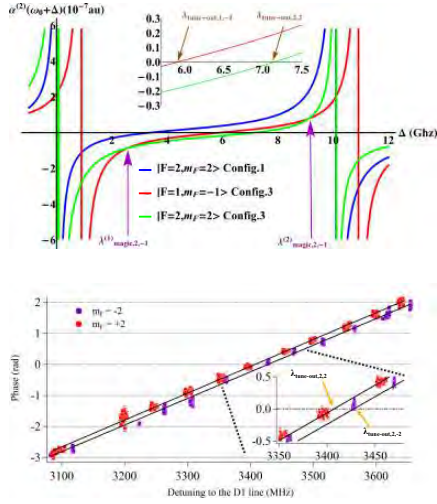 α⁽²⁾(ω₀+Δ)(10⁻⁷au)
λtune−out,1,−1 λtune−out,2,2
0.3
0.2
0.1
0.0
-0.1
-0.2
-0.3
6.0 6.5 7.0 7.5
6
4
2
-2
-4
-6
2 4 6 8 10 12 Δ (GHz)
|F=2,mF=2> Config.1
|F=1,mF=−1> Config.3
|F=2,mF=2> Config.3
λ⁽¹⁾magic,2,−1 λ⁽²⁾magic,2,−1
Phase (rad)
2
1
0
-1
-2
-3
mF = -2
mF = +2
λtune-out,2,2
λtune-out,2,-2
0.5
0.0
-0.5
3350 3400 3450
3100 3200 3300 3400 3500 3600
Detuning to the D1 line (MHz)